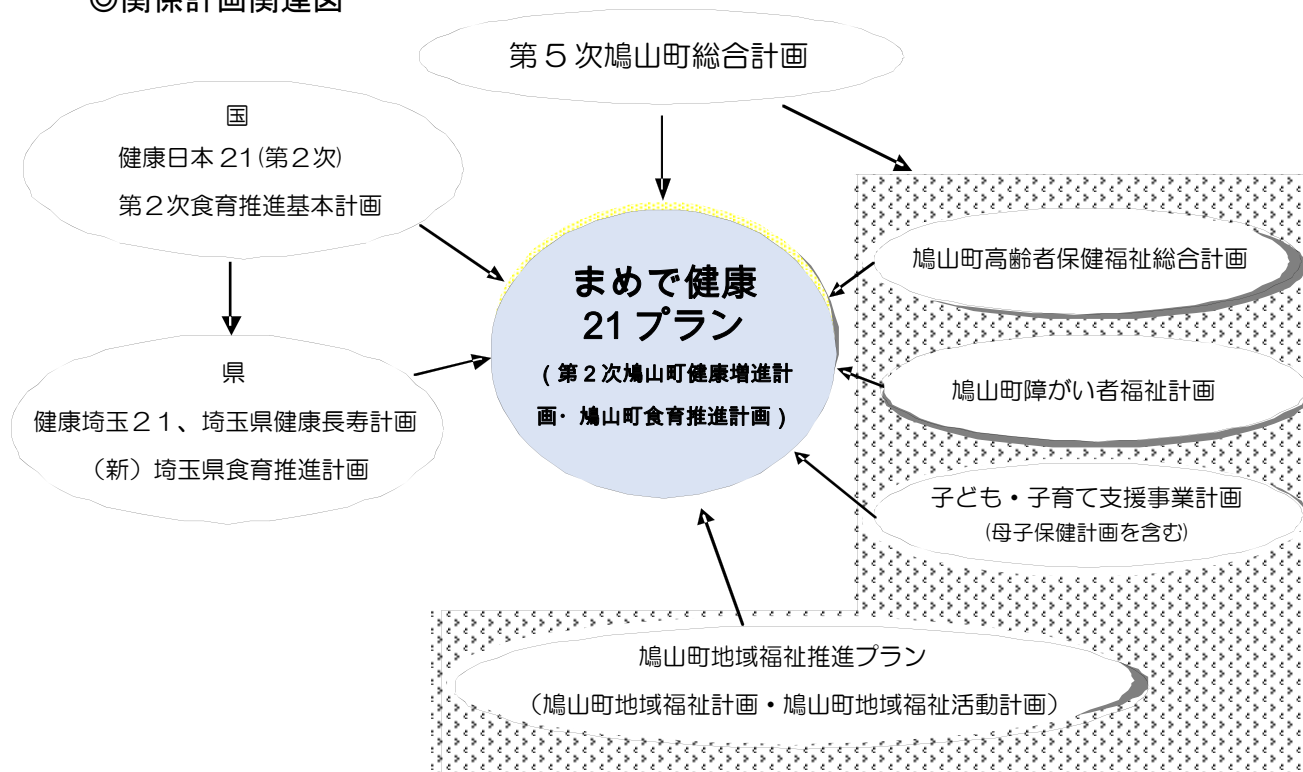 ◎関係計画関連図
第５次鳩山町総合計画
国
健康日本21(第２次)
第２次食育推進基本計画
県
健康埼玉２１、埼玉県健康長寿計画
（新）埼玉県食育推進計画
まめで健康
21プラン
(第２次鳩山町健康増進計
画・鳩山町食育推進計画)
鳩山町高齢者保健福祉総合計画
鳩山町障がい者福祉計画
子ども・子育て支援事業計画
(母子保健計画を含む)
鳩山町地域福祉推進プラン
（鳩山町地域福祉計画・鳩山町地域福祉活動計画）